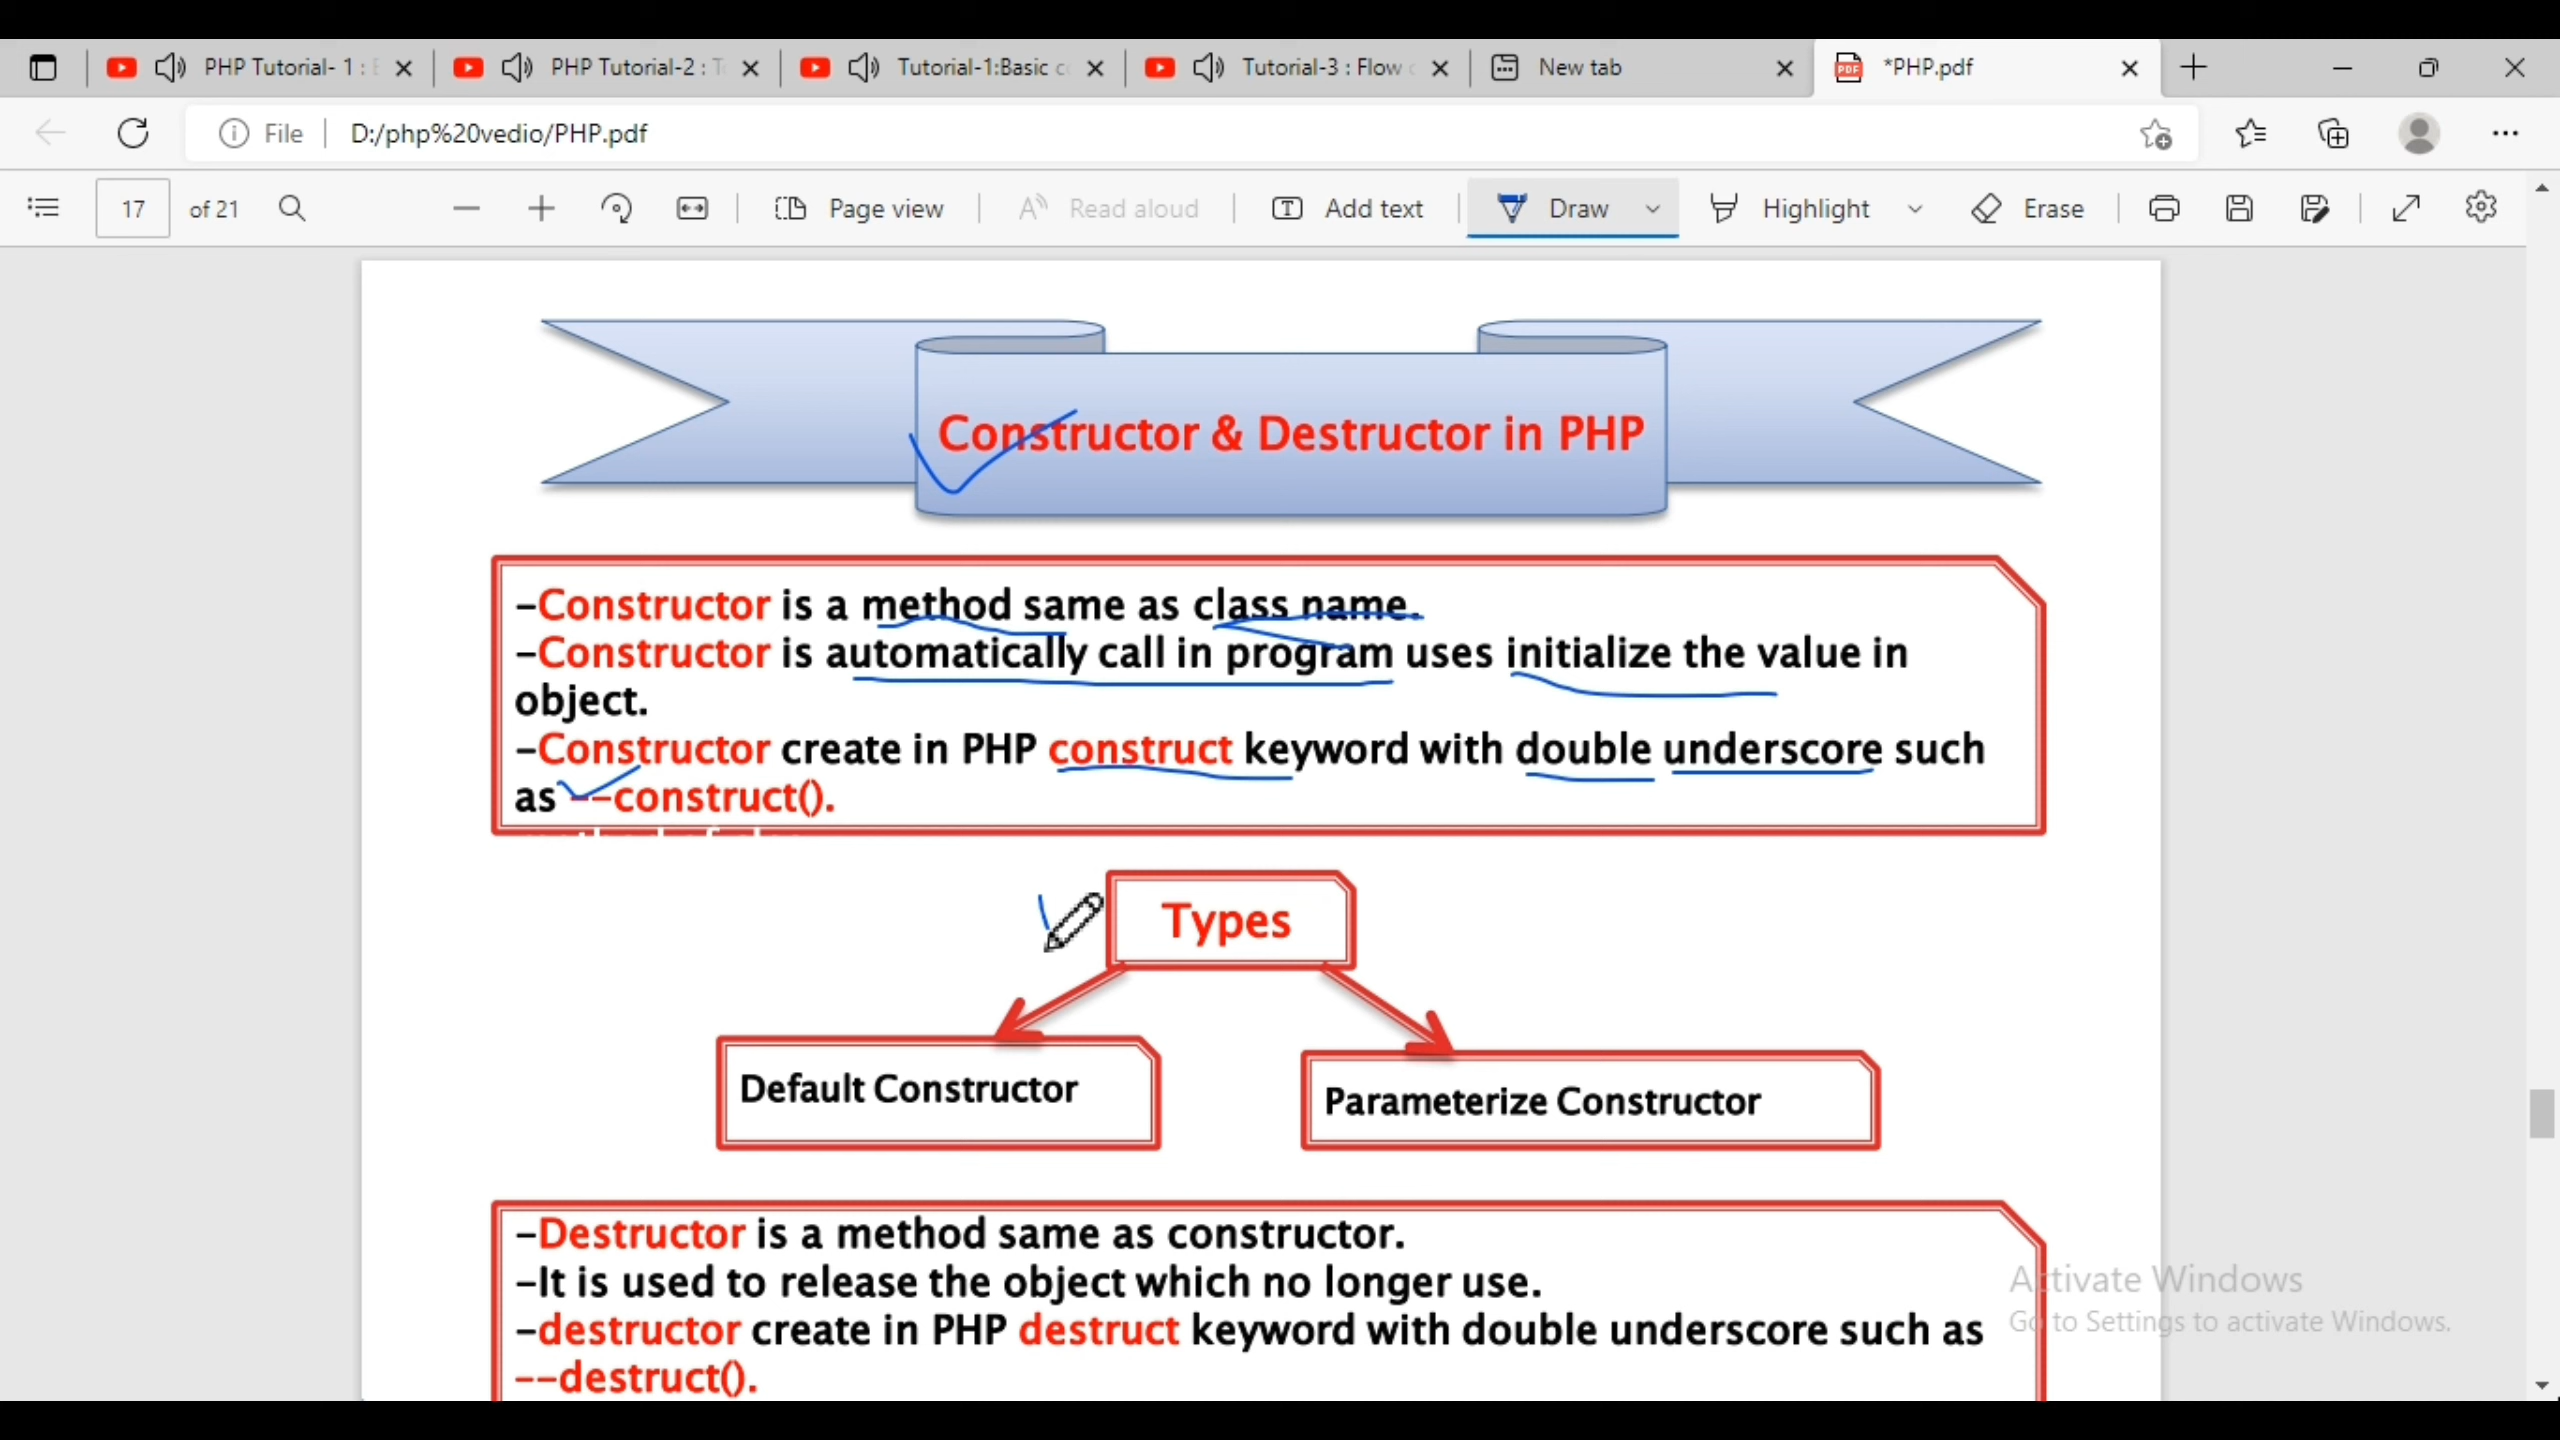 PHP Tutorial- 1 :
PHP Tutorial-2 :
Tutorial-1:Basic
Tutorial-3 : Flow
New tab
*PHP.pdf
File
D:/php%20vedio/PHP.pdf
17 of 21
Page view
Read aloud
Add text
Draw
Highlight
Erase
Constructor & Destructor in PHP
-Constructor is a method same as class name.
-Constructor is automatically call in program uses initialize the value in
object.
-Constructor create in PHP construct keyword with double underscore such
as --construct().
Types
Default Constructor
Parameterize Constructor
-Destructor is a method same as constructor.
-It is used to release the object which no longer use.
-destructor create in PHP destruct keyword with double underscore such as
--destruct().
Activate Windows
Go to Settings to activate Windows.